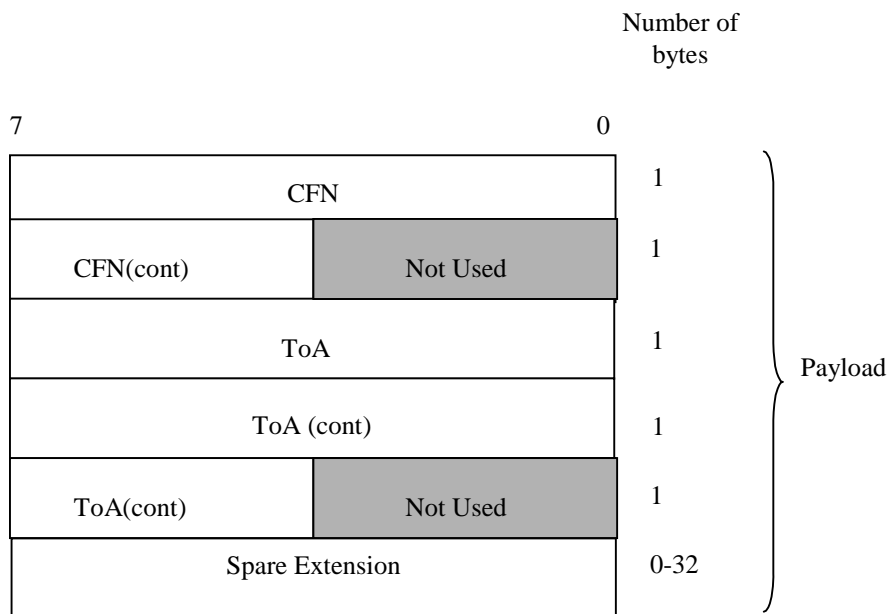 Number of
bytes
7 0
CFN 1
CFN(cont) Not Used 1
ToA 1
Payload
ToA (cont) 1
ToA(cont) Not Used 1
Spare Extension 0-32